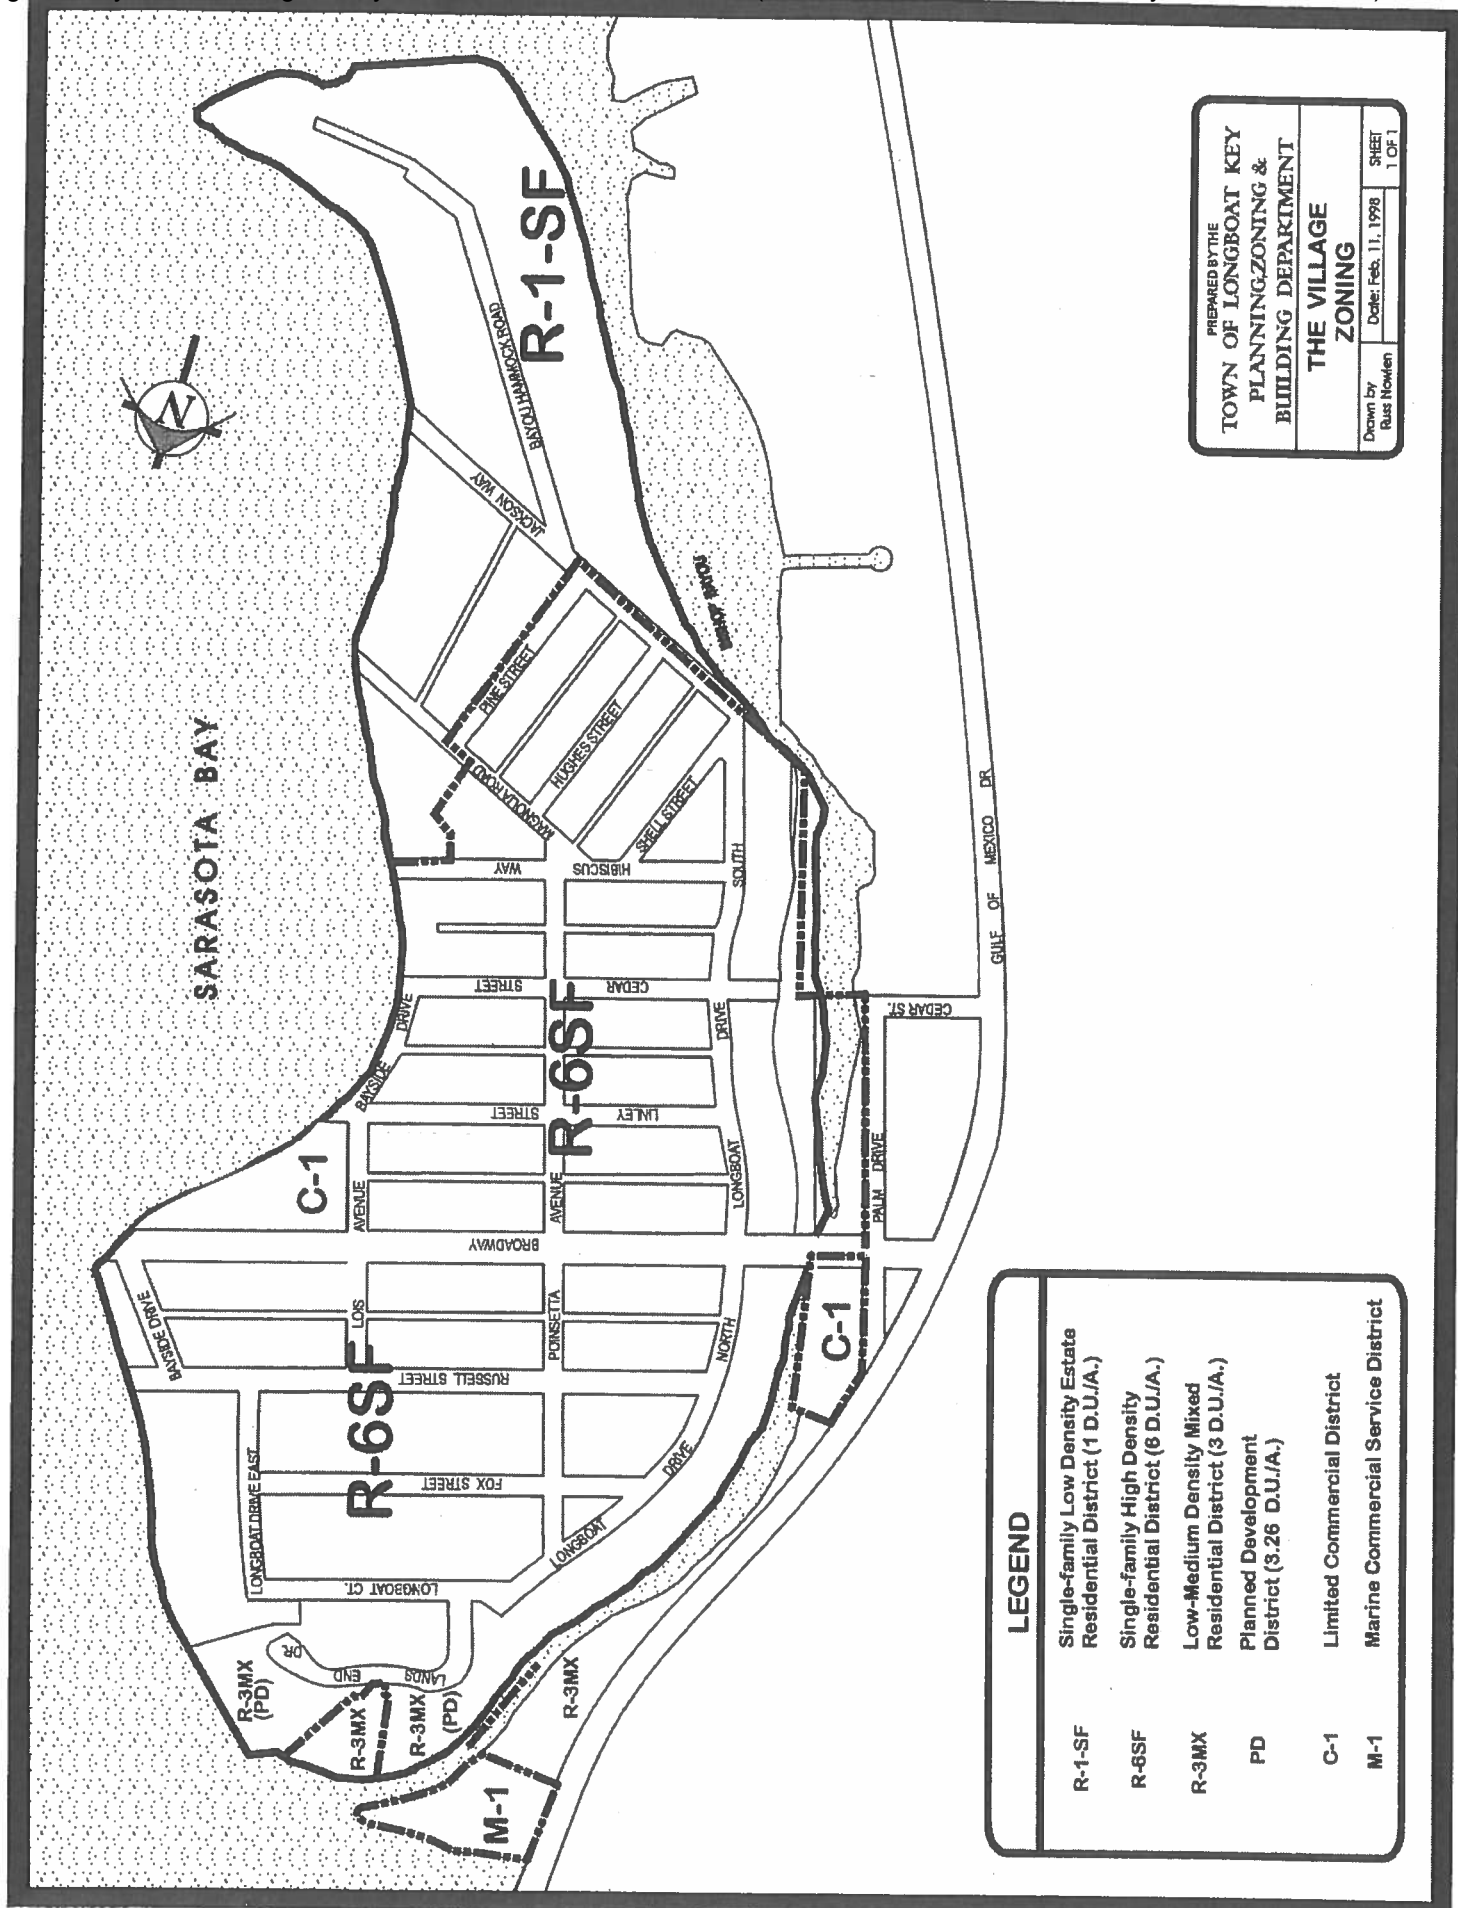 SARASOTA BAY
N
R-1-SF
BAYOU HAMMOCK ROAD
JACKSON WAY
BISHOP BAYOU
PINE STREET
HUGHES STREET
MAGNOLIA ROAD
SHELL STREET
HIBISCUS
WAY
SOUTH
CEDAR
STREET
DRIVE
BAYSIDE
R-6SF
DRIVE
CEDAR ST.
GULF OF MEXICO DR
LINLEY
STREET
LONGBOAT
PALM DRIVE
C-1
AVENUE
AVENUE
BROADWAY
BAYSIDE DRIVE
LOIS
POINSETTA
NORTH
C-1
R-6SF
RUSSELL STREET
LONGBOAT DRIVE EAST
FOX STREET
DRIVE
LONGBOAT
LONGBOAT CT.
LANDS
END
DR.
R-3MX
(PD)
R-3MX
R-3MX
(PD)
R-3MX
M-1
PREPARED BY THE
TOWN OF LONGBOAT KEY
PLANNING,ZONING &
BUILDING DEPARTMENT
THE VILLAGE
ZONING
Drawn by
Russ Nowlen
Date: Feb. 11, 1998
SHEET
1 OF 1
LEGEND
R-1-SF Single-family Low Density Estate
Residential District (1 D.U./A.)
R-6SF Single-family High Density
Residential District (6 D.U./A.)
R-3MX Low-Medium Density Mixed
Residential District (3 D.U./A.)
PD Planned Development
District (3.26 D.U./A.)
C-1 Limited Commercial District
M-1 Marine Commercial Service District